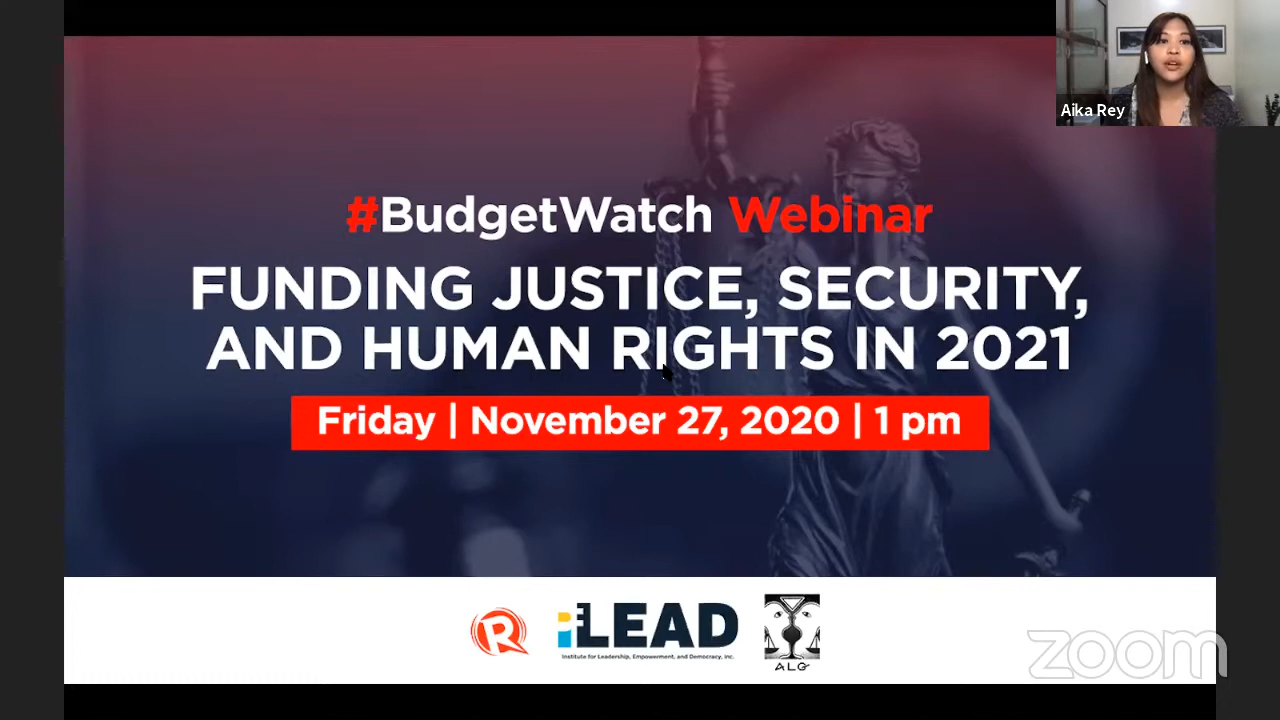 Aika Rey
#BudgetWatch Webinar
FUNDING JUSTICE, SECURITY,
AND HUMAN RIGHTS IN 2021
Friday | November 27, 2020 | 1 pm
R
iLEAD
Institute for Leadership, Empowerment, and Democracy, Inc.
ALG
zoom